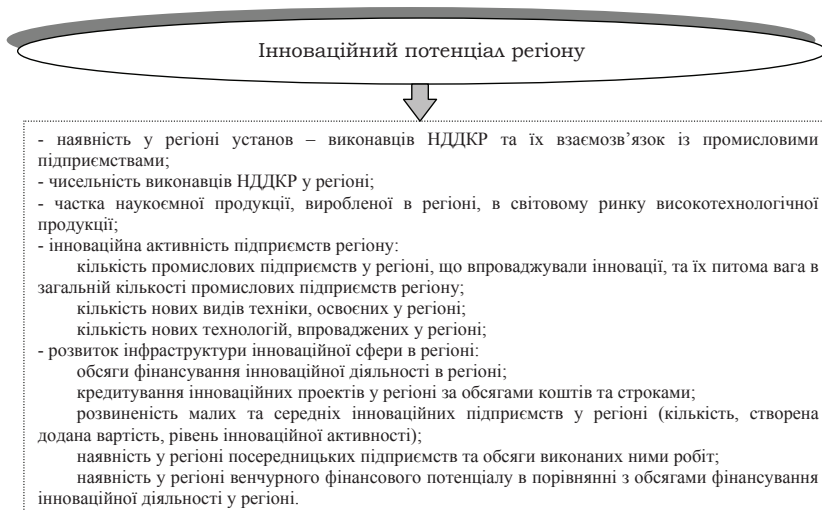 Інноваційний потенціал регіону
- наявність у регіоні установ – виконавців НДДКР та їх взаємозв’язок із промисловими
підприємствами;
- чисельність виконавців НДДКР у регіоні;
- частка наукоємної продукції, виробленої в регіоні, в світовому ринку високотехнологічної
продукції;
- інноваційна активність підприємств регіону:
кількість промислових підприємств у регіоні, що впроваджували інновації, та їх питома вага в
загальній кількості промислових підприємств регіону;
кількість нових видів техніки, освоєних у регіоні;
кількість нових технологій, впроваджених у регіоні;
- розвиток інфраструктури інноваційної сфери в регіоні:
обсяги фінансування інноваційної діяльності в регіоні;
кредитування інноваційних проектів у регіоні за обсягами коштів та строками;
розвиненість малих та середніх інноваційних підприємств у регіоні (кількість, створена
додана вартість, рівень інноваційної активності);
наявність у регіоні посередницьких підприємств та обсяги виконаних ними робіт;
наявність у регіоні венчурного фінансового потенціалу в порівнянні з обсягами фінансування
інноваційної діяльності у регіоні.